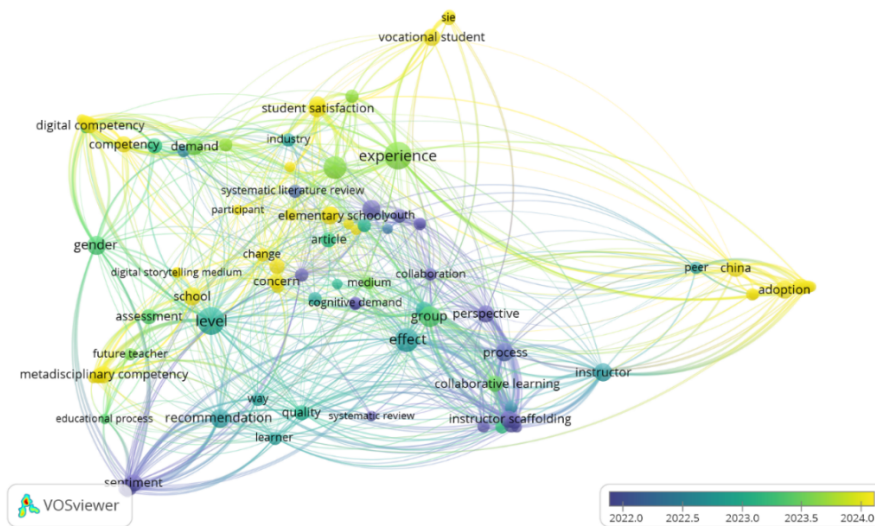 sie
vocational student
student satisfaction
digital competency
industry
competency
demand
experience
systematic literature review
participant
elementary school
youth
gender
article
change
digital storytelling medium
concern
medium
collaboration
peer
china
adoption
school
cognitive demand
assessment
level
group
perspective
effect
future teacher
process
metadisciplinary competency
collaborative learning
instructor
way
educational process
recommendation
quality
systematic review
instructor scaffolding
learner
sentiment
VOSviewer
2022.0 2022.5 2023.0 2023.5 2024.0